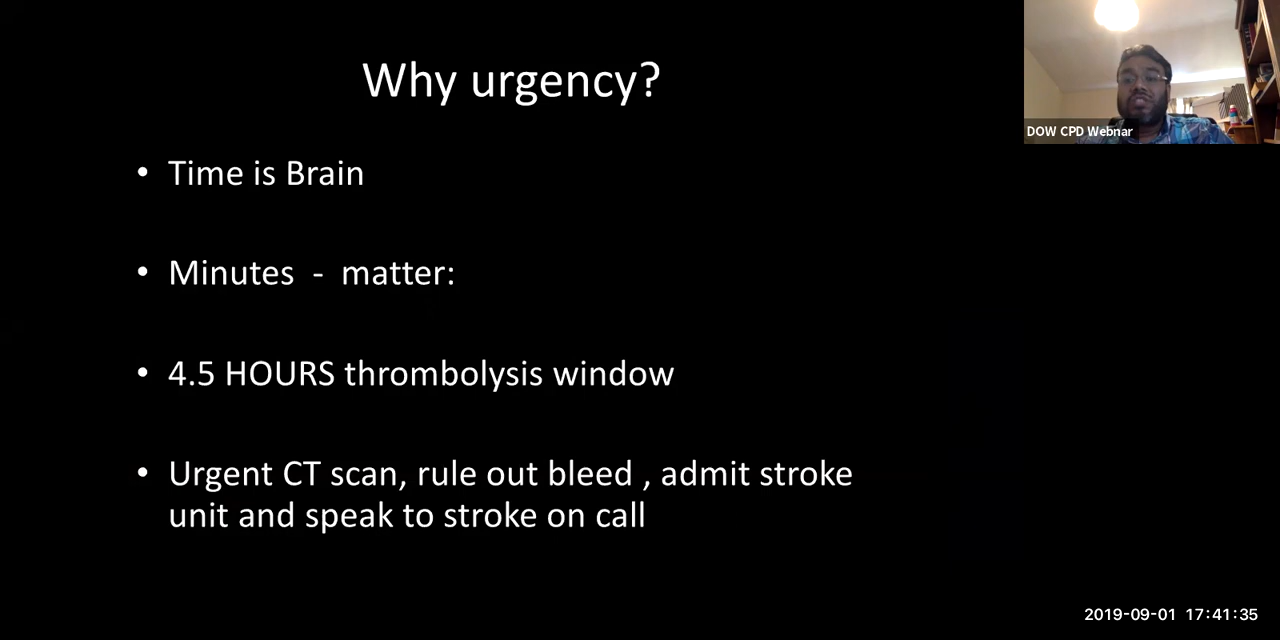 Why urgency?
DOW CPD Webnar
• Time is Brain
• Minutes - matter:
• 4.5 HOURS thrombolysis window
• Urgent CT scan, rule out bleed , admit stroke
unit and speak to stroke on call
2019-09-01 17:41:35